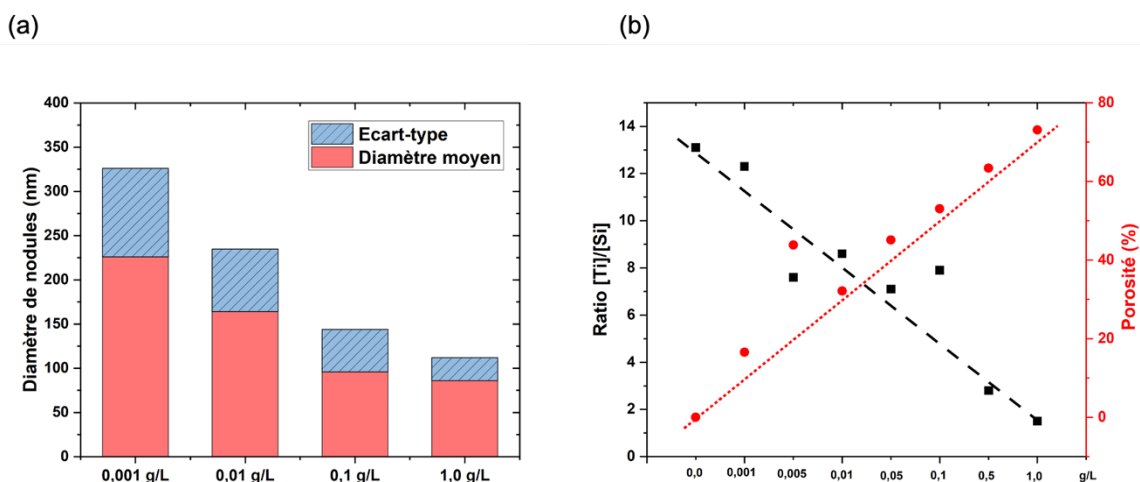 (a)
(b)
400
350
300
250
200
150
100
50
0
Diamètre de nodules (nm)
Ecart-type
Diamètre moyen
0,001 g/L
0,01 g/L
0,1 g/L
1,0 g/L
14
12
10
8
6
4
2
0
Ratio [Ti]/[Si]
80
60
40
20
0
Porosité (%)
0,0
0,001
0,005
0,01
0,05
0,1
0,5
1,0
g/L